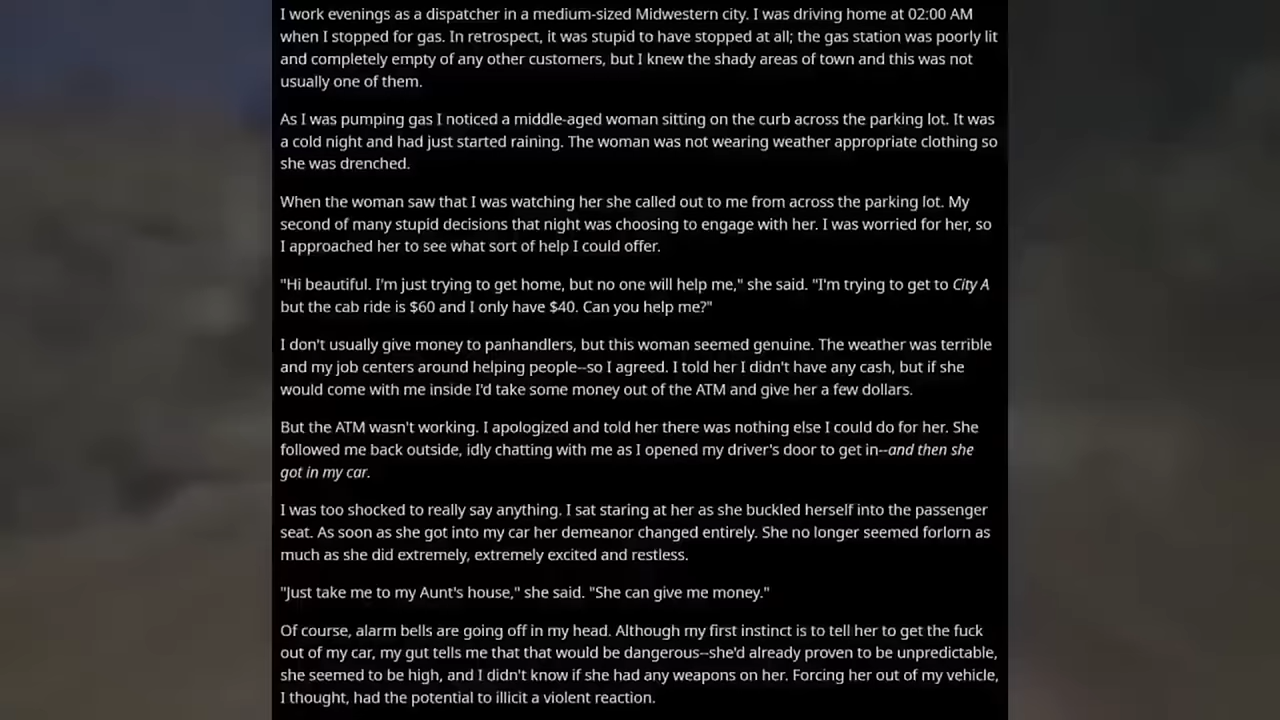 I work evenings as a dispatcher in a medium-sized Midwestern city. I was driving home at 02:00 AM
when I stopped for gas. In retrospect, it was stupid to have stopped at all; the gas station was poorly lit
and completely empty of any other customers, but I knew the shady areas of town and this was not
usually one of them.
As I was pumping gas I noticed a middle-aged woman sitting on the curb across the parking lot. It was
a cold night and had just started raining. The woman was not wearing weather appropriate clothing so
she was drenched.
When the woman saw that I was watching her she called out to me from across the parking lot. My
second of many stupid decisions that night was choosing to engage with her. I was worried for her, so
I approached her to see what sort of help I could offer.
"Hi beautiful. I'm just trying to get home, but no one will help me," she said. "I'm trying to get to City A
but the cab ride is $60 and I only have $40. Can you help me?"
I don't usually give money to panhandlers, but this woman seemed genuine. The weather was terrible
and my job centers around helping people--so I agreed. I told her I didn't have any cash, but if she
would come with me inside I'd take some money out of the ATM and give her a few dollars.
But the ATM wasn't working. I apologized and told her there was nothing else I could do for her. She
followed me back outside, idly chatting with me as I opened my driver's door to get in--and then she
got in my car.
I was too shocked to really say anything. I sat staring at her as she buckled herself into the passenger
seat. As soon as she got into my car her demeanor changed entirely. She no longer seemed forlorn as
much as she did extremely, extremely excited and restless.
"Just take me to my Aunt's house," she said. "She can give me money."
Of course, alarm bells are going off in my head. Although my first instinct is to tell her to get the fuck
out of my car, my gut tells me that that would be dangerous--she'd already proven to be unpredictable,
she seemed to be high, and I didn't know if she had any weapons on her. Forcing her out of my vehicle,
I thought, had the potential to illicit a violent reaction.